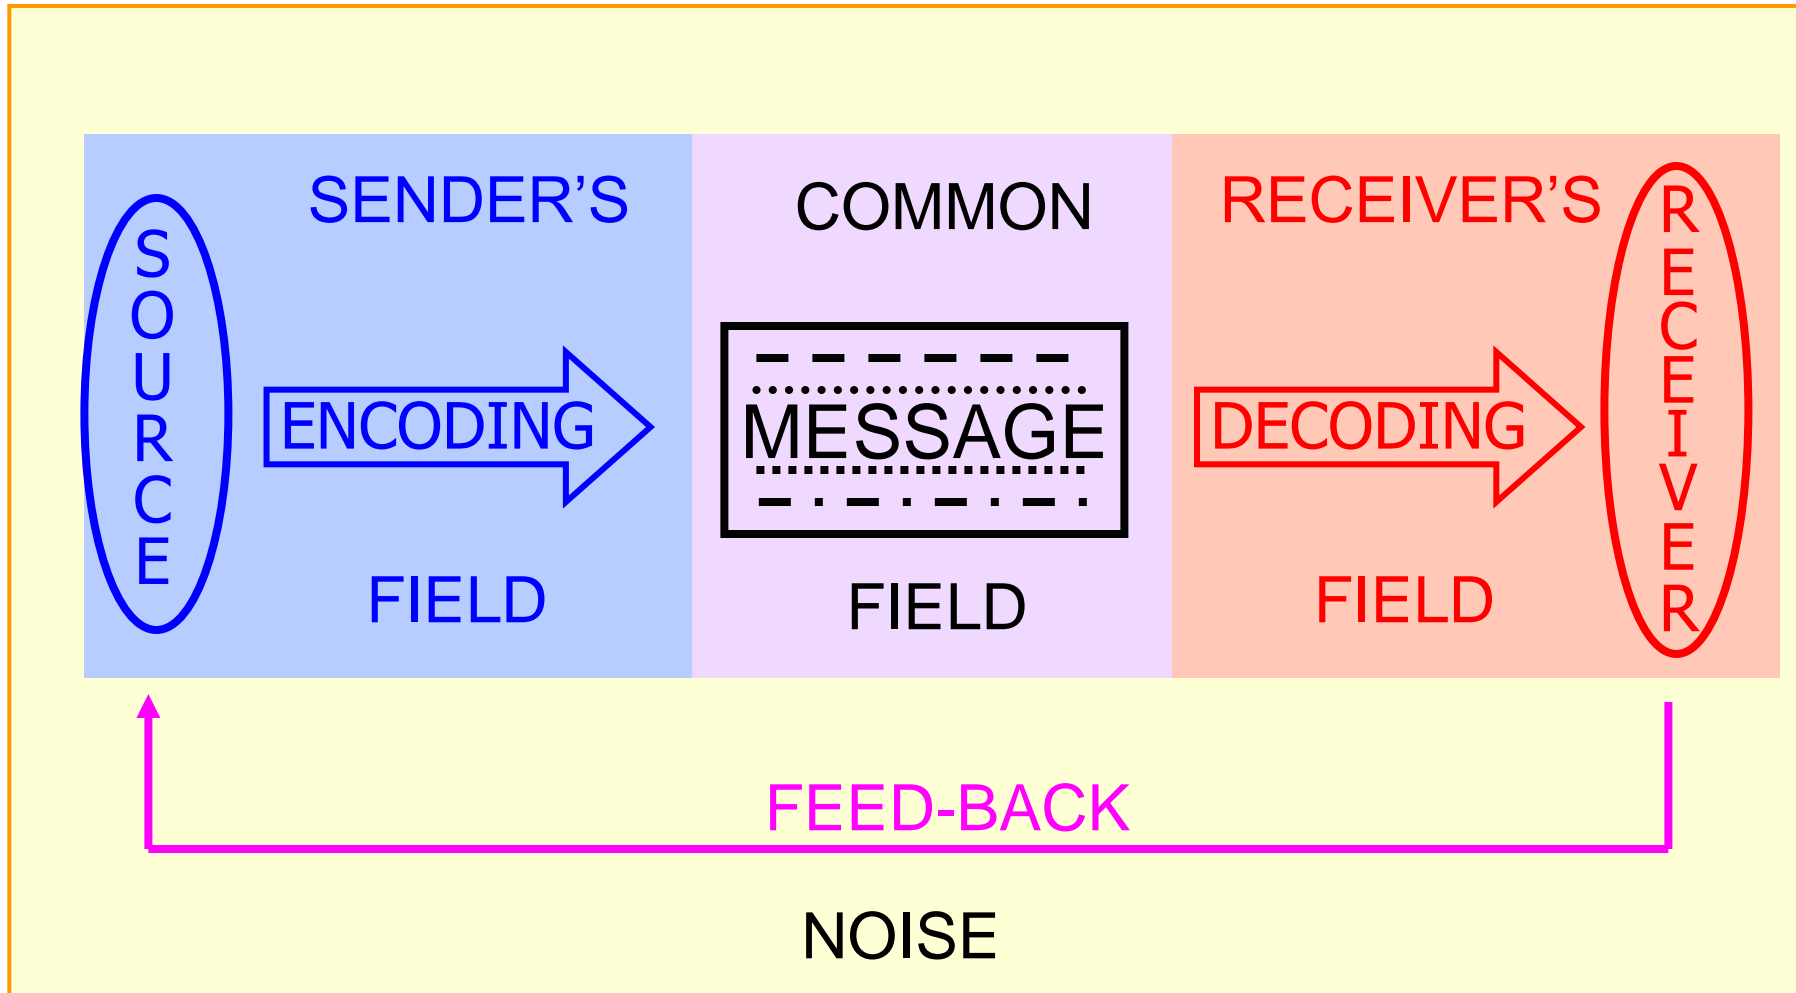 SENDER'S
COMMON
RECEIVER'S
SOURCE
ENCODING
MESSAGE
DECODING
RECEIVER
FIELD
FIELD
FIELD
FEED-BACK
NOISE